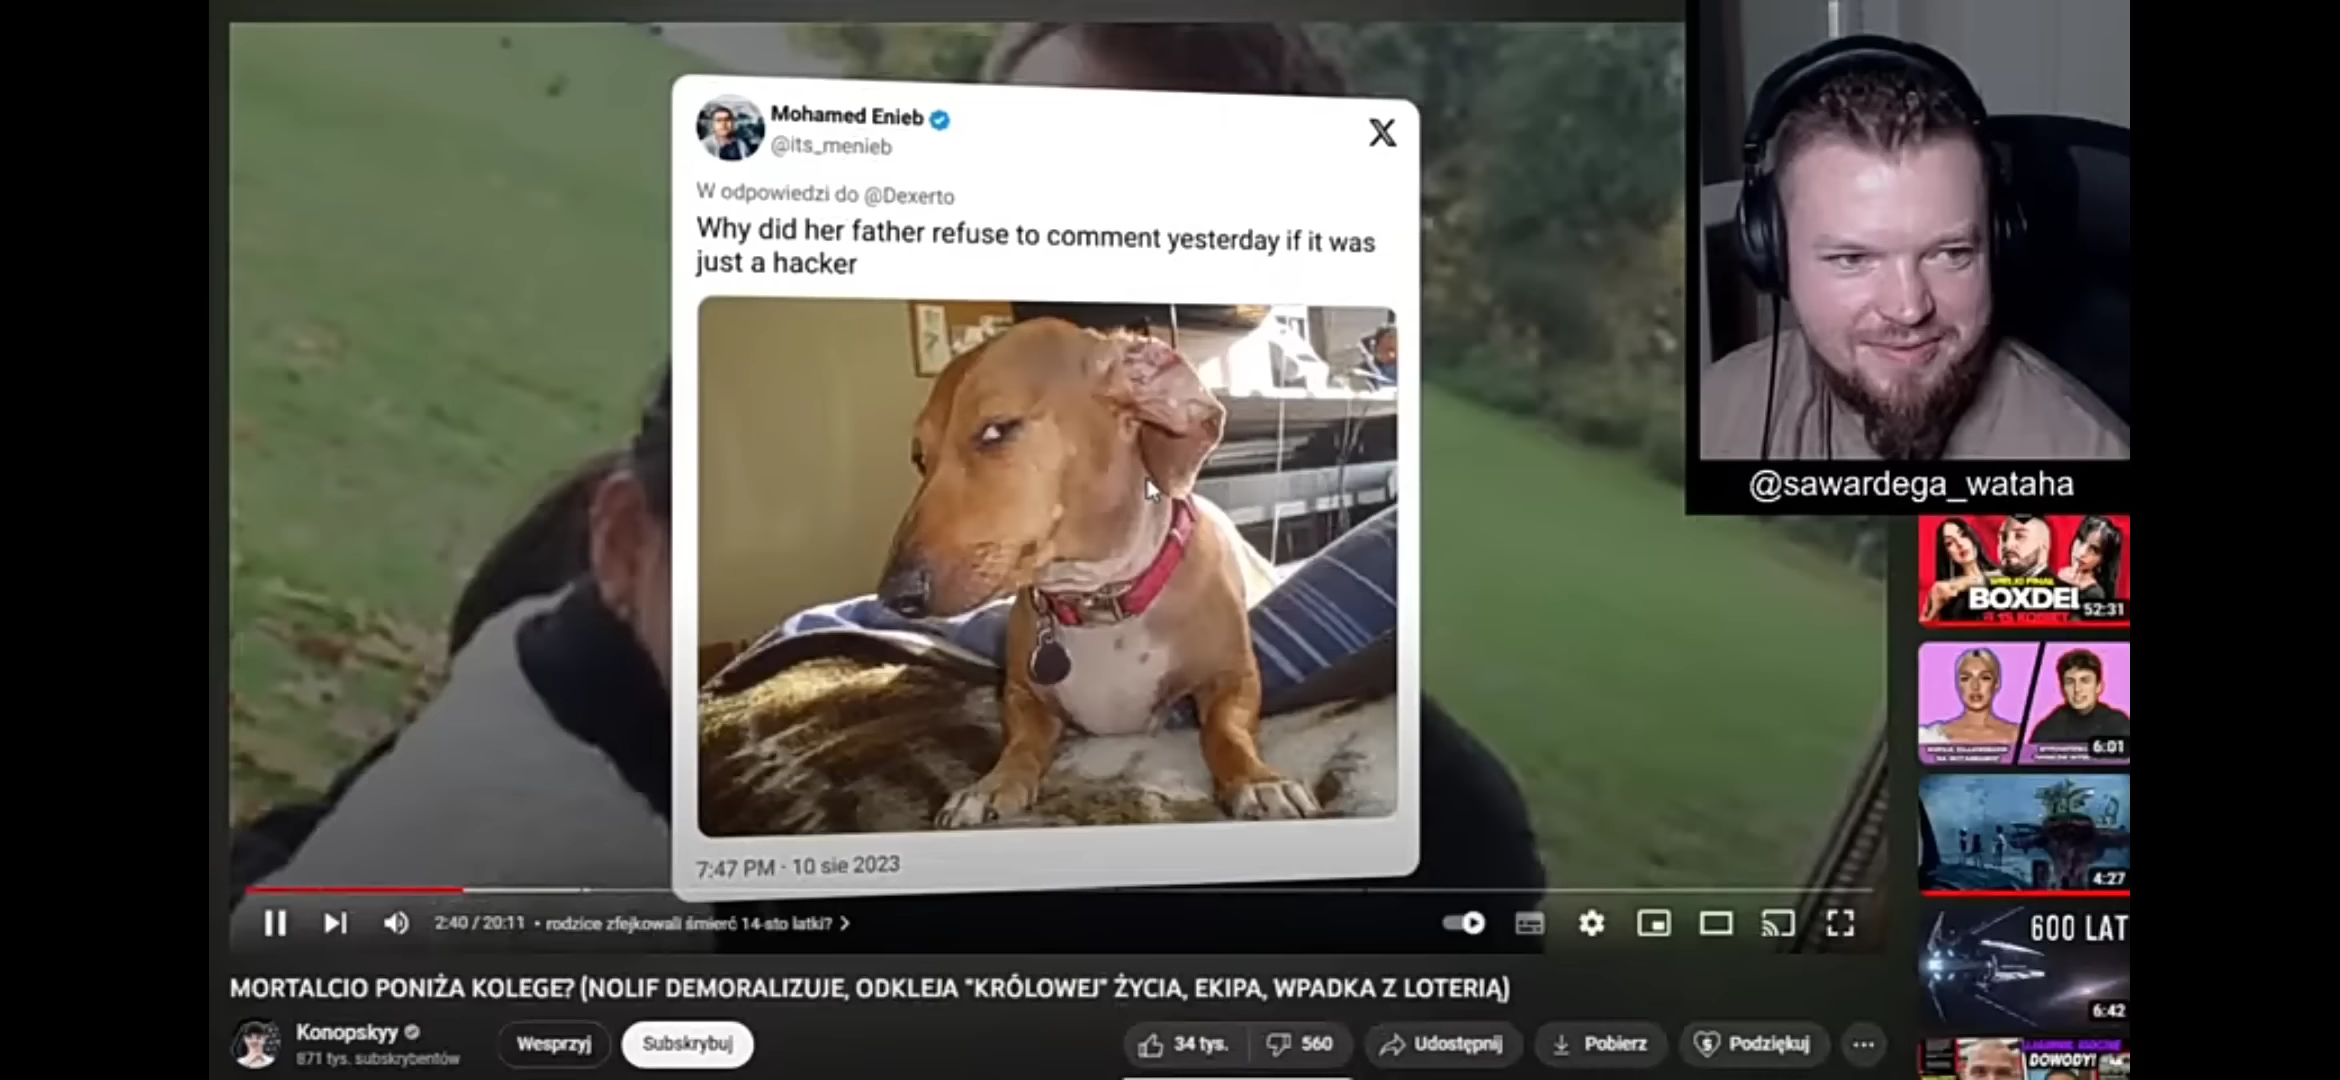 Mohamed Enieb
@its_menieb
W odpowiedzi do @Dexerto
Why did her father refuse to comment yesterday if it was
just a hacker
7:47 PM · 10 sie 2023
@sawardega_wataha
BOXDEL
52:31
6:01
4:27
600 LAT
6:42
DOWODY!
2:40 / 20:11 • rodzice zfejkowali śmierć 14-sto latki?
MORTALCIO PONIŻA KOLEGE? (NOLIF DEMORALIZUJE, ODKLEJA "KRÓLOWEJ" ŻYCIA, EKIPA, WPADKA Z LOTERIĄ)
Konopskyy
871 tys. subskrybentów
Wesprzyj
Subskrybuj
34 tys.
560
Udostępnij
Pobierz
Podziękuj